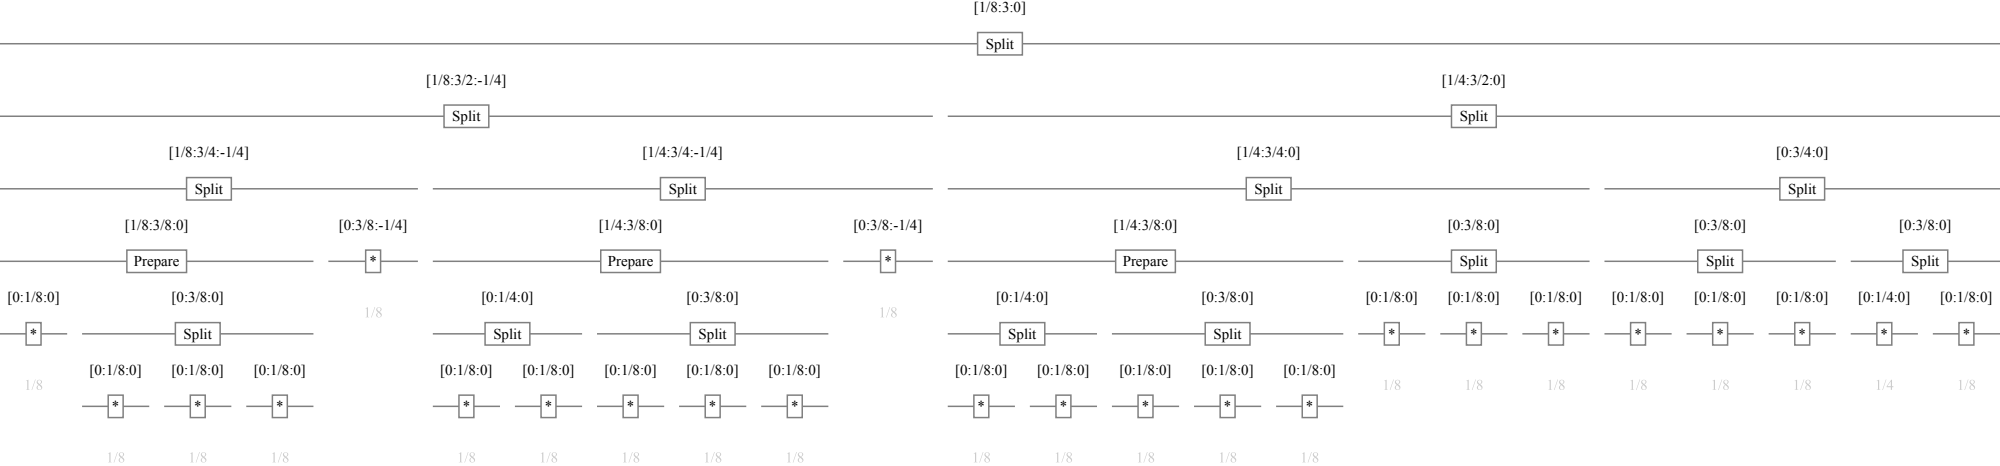 [1/8:3:0]
Split
[1/8:3/2:-1/4] [1/4:3/2:0]
Split Split
[1/8:3/4:-1/4] [1/4:3/4:-1/4] [1/4:3/4:0] [0:3/4:0]
Split Split Split Split
[1/8:3/8:0] [0:3/8:-1/4] [1/4:3/8:0] [0:3/8:-1/4] [1/4:3/8:0] [0:3/8:0] [0:3/8:0] [0:3/8:0]
Prepare * Prepare * Prepare Split Split Split
[0:1/8:0] [0:3/8:0] [0:1/4:0] [0:3/8:0] [0:1/4:0] [0:3/8:0] [0:1/8:0] [0:1/8:0] [0:1/8:0] [0:1/8:0] [0:1/8:0] [0:1/8:0] [0:1/4:0] [0:1/8:0]
1/8 1/8
* Split Split Split Split Split * * * * * * * *
[0:1/8:0] [0:1/8:0] [0:1/8:0] [0:1/8:0] [0:1/8:0] [0:1/8:0] [0:1/8:0] [0:1/8:0] [0:1/8:0] [0:1/8:0] [0:1/8:0] [0:1/8:0] [0:1/8:0]
1/8 1/8 1/8 1/8 1/8 1/8 1/8 1/4 1/8
* * * * * * * * * * * * *
1/8 1/8 1/8 1/8 1/8 1/8 1/8 1/8 1/8 1/8 1/8 1/8 1/8